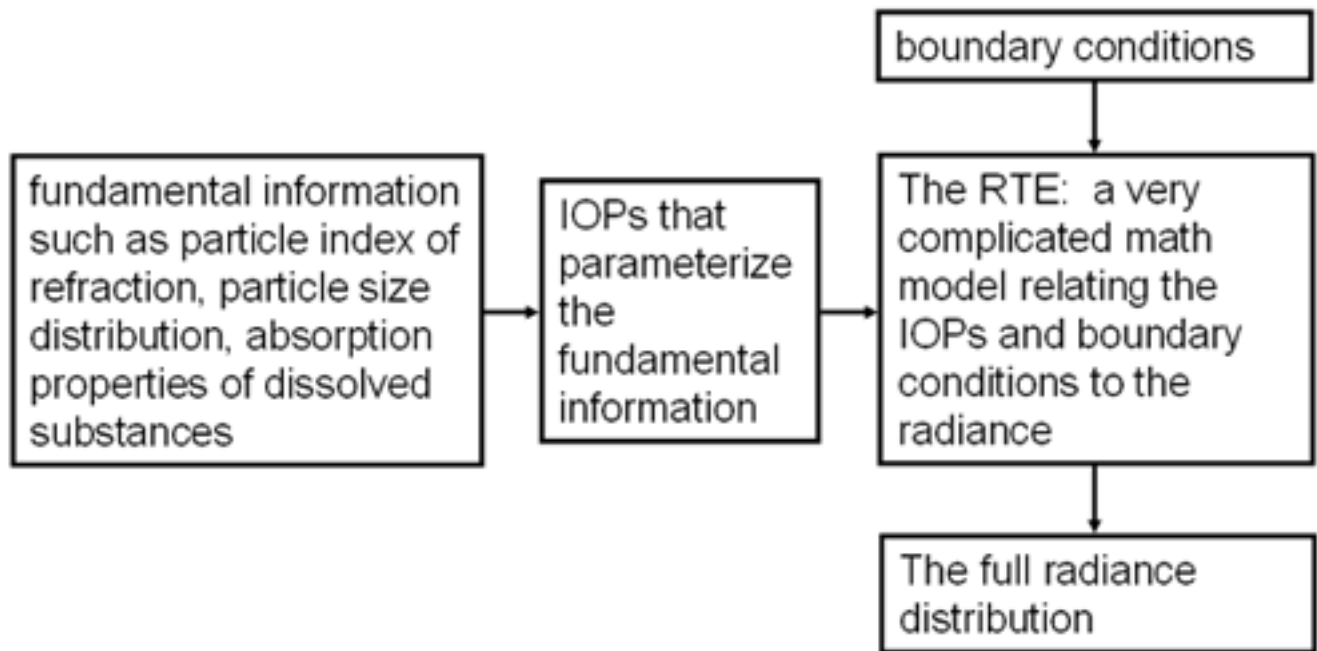 boundary conditions
fundamental information
such as particle index of
refraction, particle size
distribution, absorption
properties of dissolved
substances
IOPs that
parameterize
the
fundamental
information
The RTE:  a very
complicated math
model relating the
IOPs and boundary
conditions to the
radiance
The full radiance
distribution